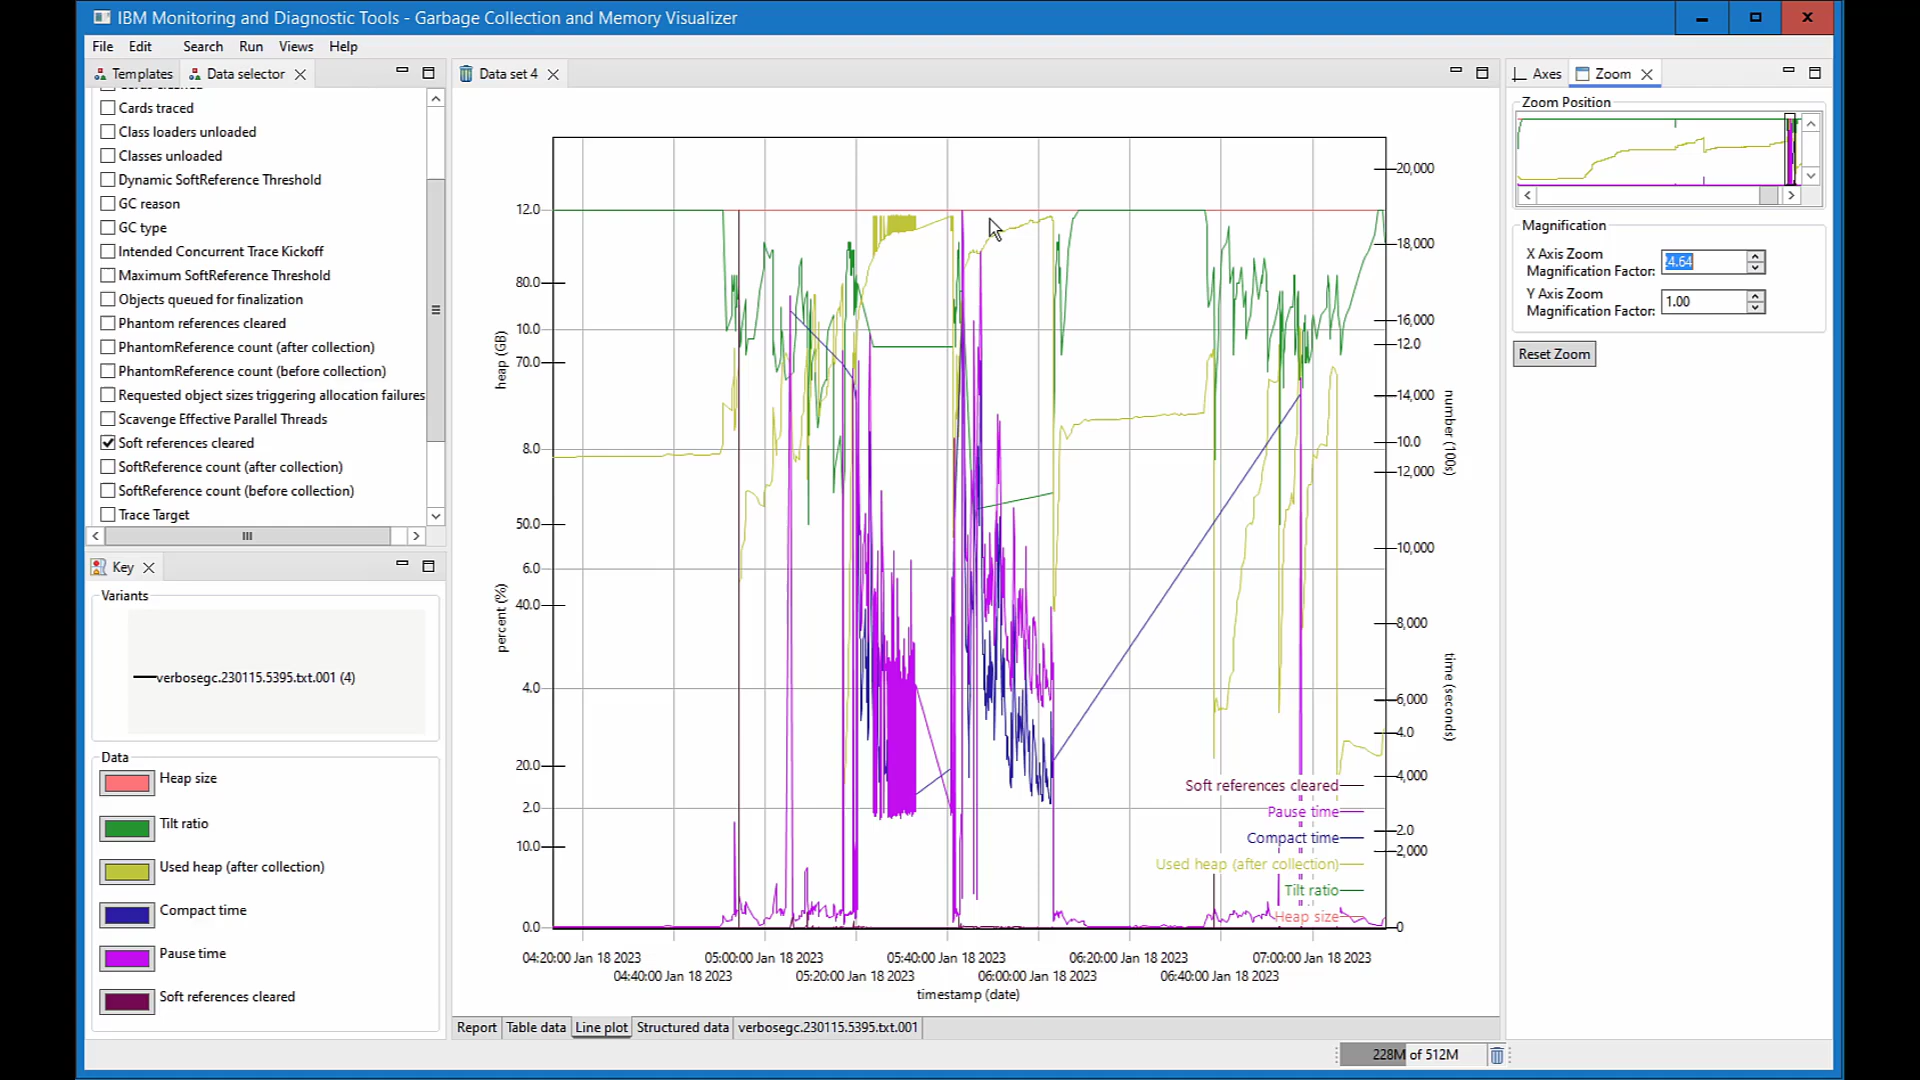 IBM Monitoring and Diagnostic Tools - Garbage Collection and Memory Visualizer
File Edit Search Run Views Help
Templates Data selector
Cards traced
Class loaders unloaded
Classes unloaded
Dynamic SoftReference Threshold
GC reason
GC type
Intended Concurrent Trace Kickoff
Maximum SoftReference Threshold
Objects queued for finalization
Phantom references cleared
PhantomReference count (after collection)
PhantomReference count (before collection)
Requested object sizes triggering allocation failures
Scavenge Effective Parallel Threads
Soft references cleared
SoftReference count (after collection)
SoftReference count (before collection)
Trace Target
Key
Variants
verbosegc.230115.5395.txt.001 (4)
Data
Heap size
Tilt ratio
Used heap (after collection)
Compact time
Pause time
Soft references cleared
Data set 4
12.0
80.0
10.0
70.0
8.0
50.0
6.0
40.0
4.0
20.0
2.0
10.0
0.0
heap (GB)
percent (%)
20,000
18,000
16,000
12.0
14,000
10.0
12,000
10,000
8,000
6,000
4.0
4,000
2.0
2,000
0
number (100s)
time (seconds)
Soft references cleared
Pause time
Compact time
Used heap (after collection)
Tilt ratio
Heap size
04:20:00 Jan 18 2023 05:00:00 Jan 18 2023 05:40:00 Jan 18 2023 06:20:00 Jan 18 2023 07:00:00 Jan 18 2023
04:40:00 Jan 18 2023 05:20:00 Jan 18 2023 06:00:00 Jan 18 2023 06:40:00 Jan 18 2023
timestamp (date)
Report Table data Line plot Structured data verbosegc.230115.5395.txt.001
Axes Zoom
Zoom Position
Magnification
X Axis Zoom
Magnification Factor: 24.64
Y Axis Zoom
Magnification Factor: 1.00
Reset Zoom
228M of 512M